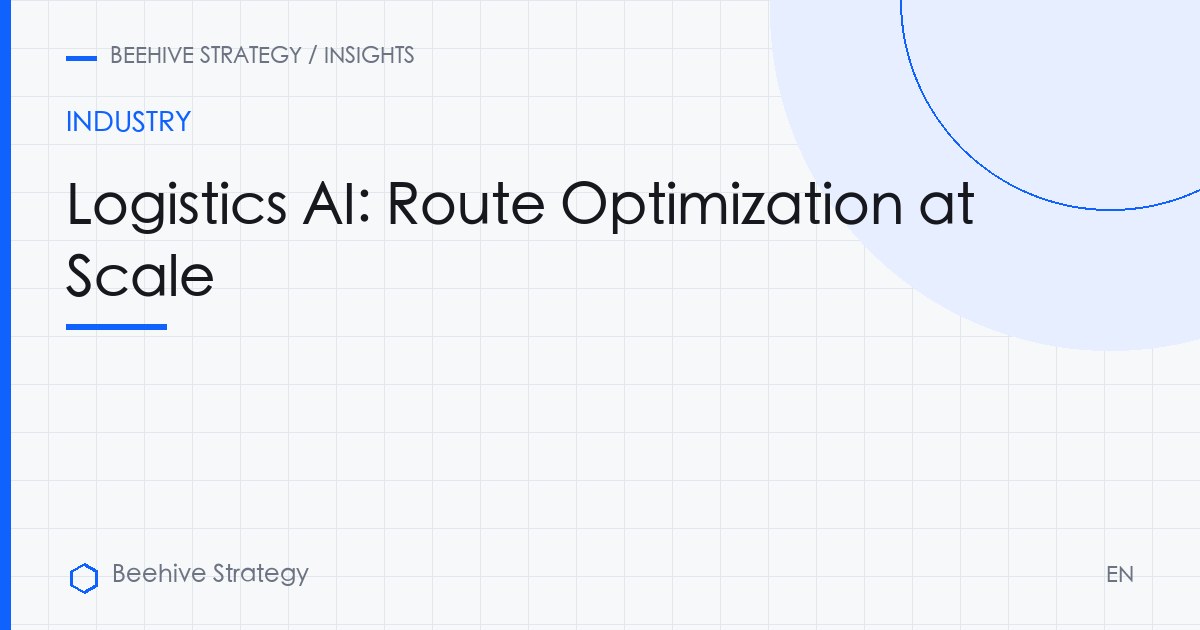 BEEHIVE STRATEGY / INSIGHTS
INDUSTRY
Logistics AI: Route Optimization at
Scale
Beehive Strategy
EN